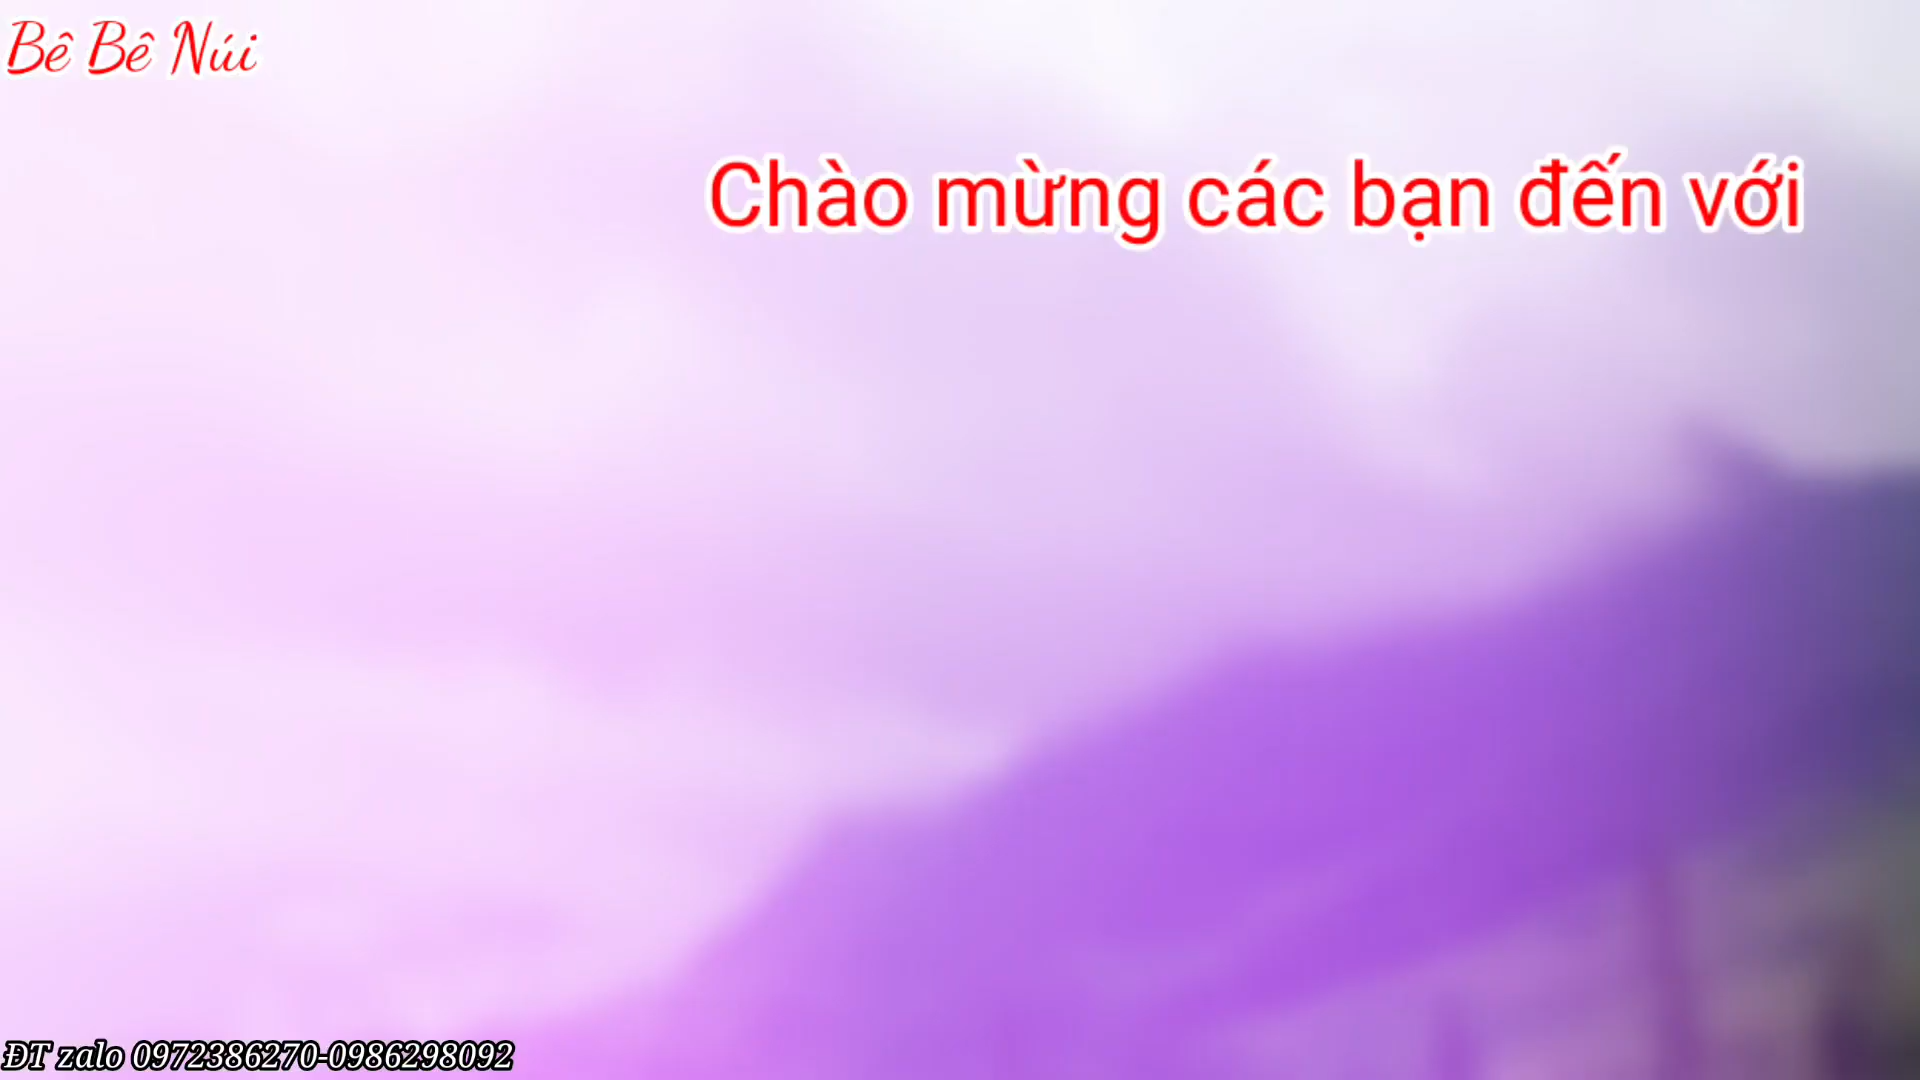 Bê Bê Núi
Chào mừng các bạn đến với
ĐT zalo 0972386270-0986298092